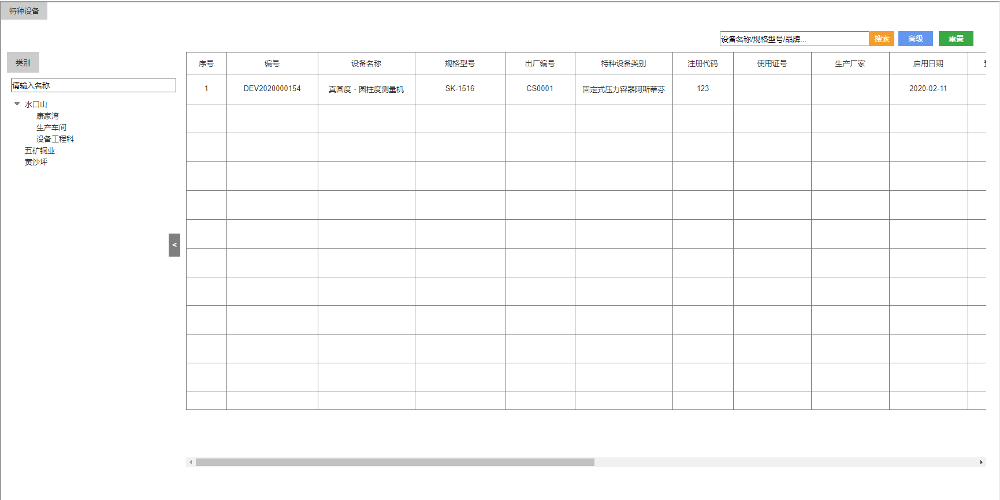 特种设备
设备名称/规格型号/品牌... 搜索 高级 重置
类别
请输入名称
水口山
康家湾
生产车间
设备工程科
五矿铜业
黄沙坪
<
序号 编号 设备名称 规格型号 出厂编号 特种设备类别 注册代码 使用证号 生产厂家 启用日期
1 DEV2020000154 真圆度·圆柱度测量机 SK-1516 CS0001 固定式压力容器阿斯蒂芬 123 2020-02-11